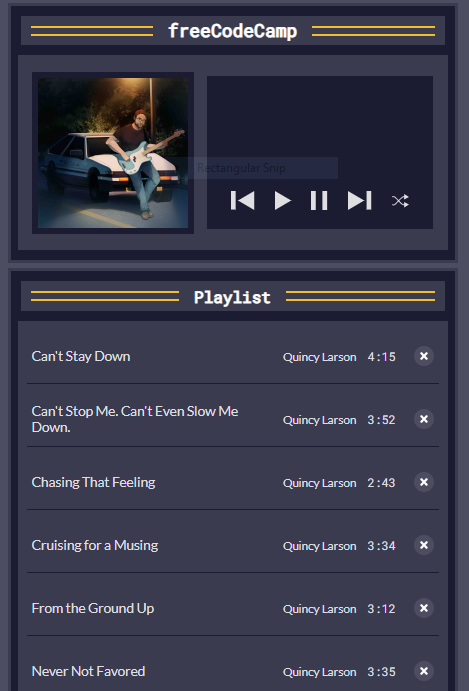 freeCodeCamp
Rectangular Snip
Playlist
Can't Stay Down Quincy Larson 4:15
Can't Stop Me. Can't Even Slow Me
Down. Quincy Larson 3:52
Chasing That Feeling Quincy Larson 2:43
Cruising for a Musing Quincy Larson 3:34
From the Ground Up Quincy Larson 3:12
Never Not Favored Quincy Larson 3:35